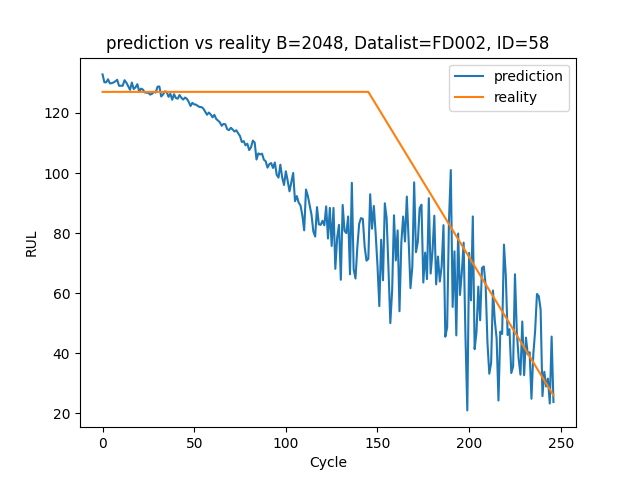 prediction vs reality B=2048, Datalist=FD002, ID=58
prediction
reality
RUL
120
100
80
60
40
20
0 50 100 150 200 250
Cycle